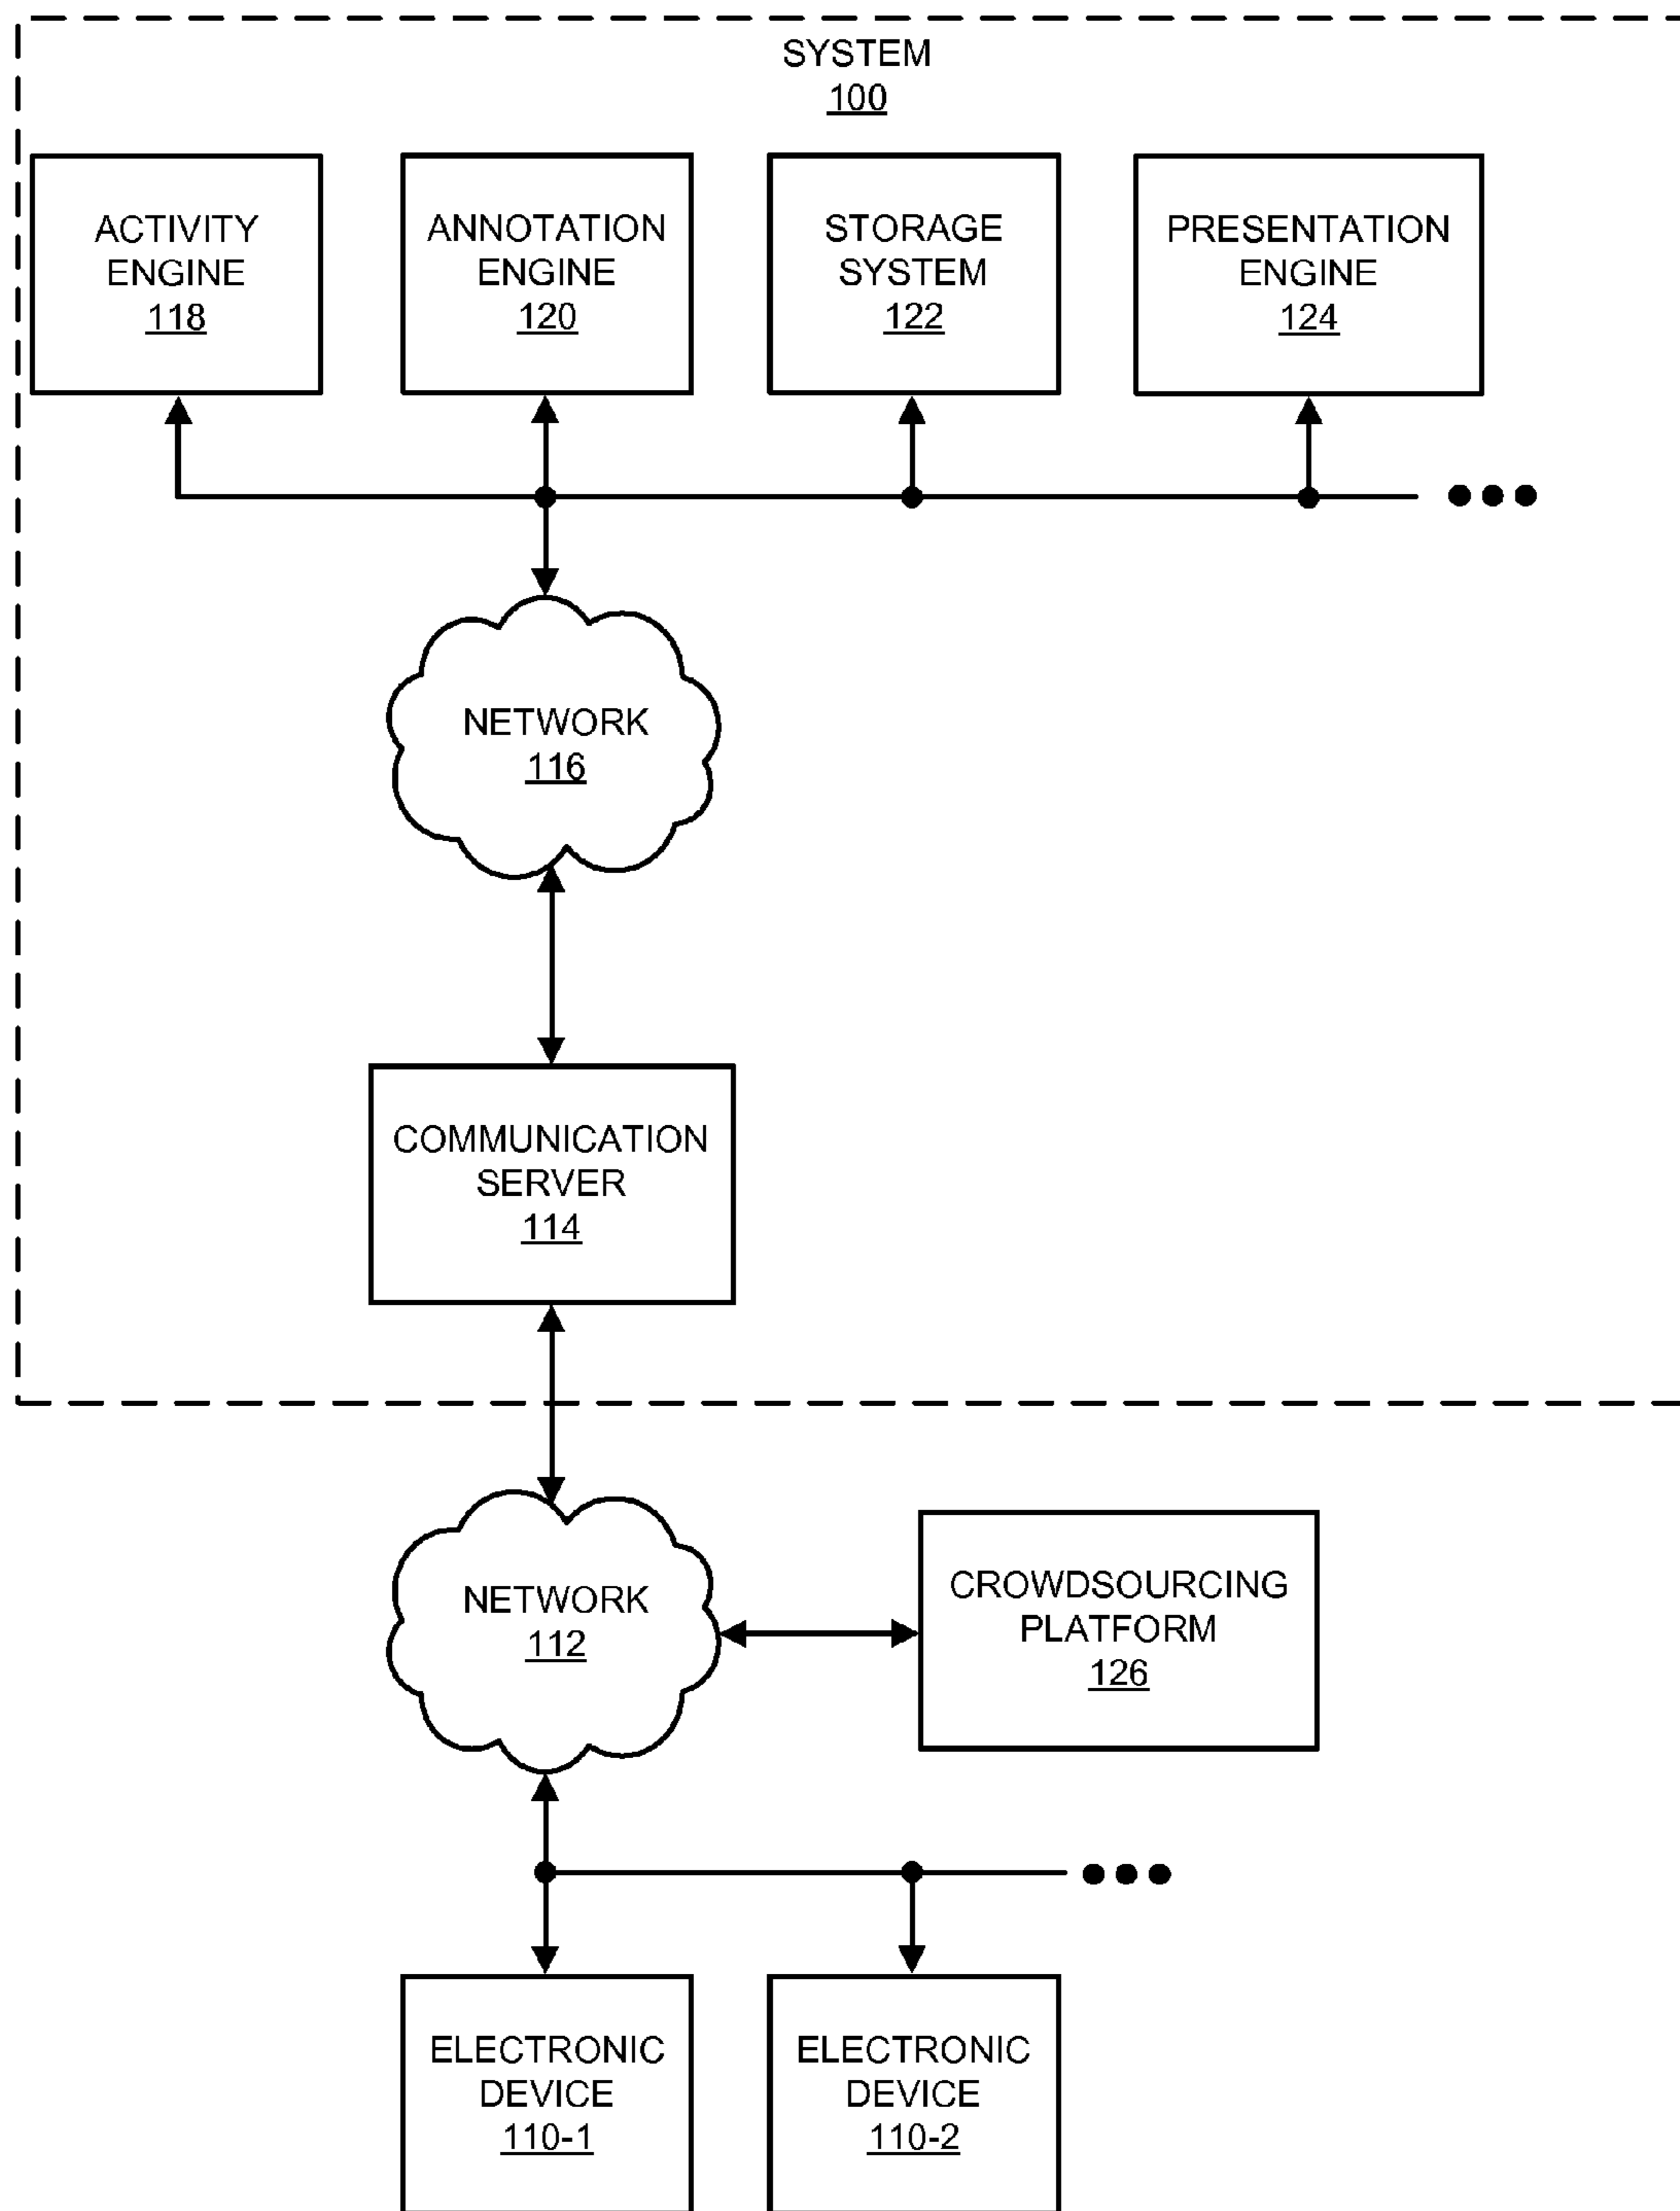 SYSTEM
100
ACTIVITY
ENGINE
118
ANNOTATION
ENGINE
120
STORAGE
SYSTEM
122
PRESENTATION
ENGINE
124
NETWORK
116
COMMUNICATION
SERVER
114
NETWORK
112
CROWDSOURCING
PLATFORM
126
ELECTRONIC
DEVICE
110-1
ELECTRONIC
DEVICE
110-2